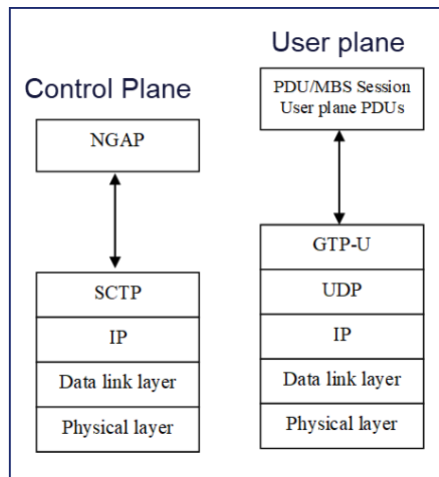 Control Plane
NGAP
SCTP
IP
Data link layer
Physical layer
User plane
PDU/MBS Session
User plane PDUs
GTP-U
UDP
IP
Data link layer
Physical layer